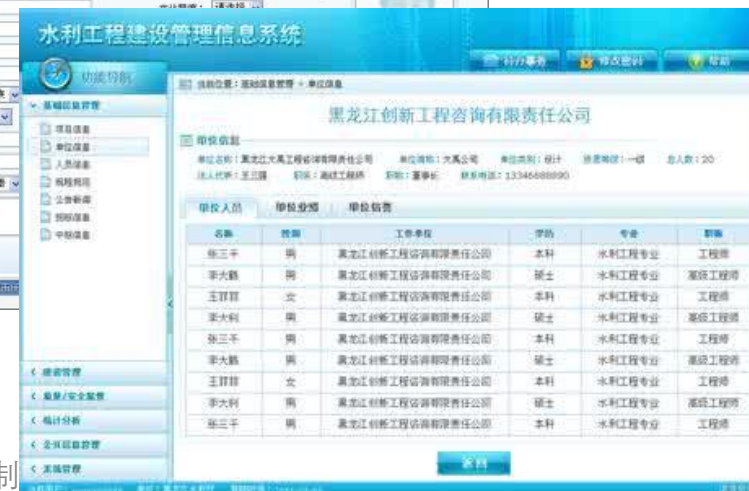 请选择
水利工程建设管理信息系统
待办事务 修改密码 帮助
功能导航
当前位置：基础信息管理 > 单位信息
基础信息管理
项目信息
单位信息
人员信息
规程规范
公告新闻
招标信息
中标信息
建设管理
质量/安全监督
统计分析
公用信息管理
系统管理
黑龙江创新工程咨询有限责任公司
单位信息
单位名称：黑龙江大禹工程咨询有限责任公司 单位简称：大禹公司 单位类别：设计 资质等级：一级 总人数：20
法人代表：王三强 职称：高级工程师 职务：董事长 联系电话：13346688890
单位人员 单位业绩 单位信誉
名称 性别 工作单位 学历 专业 职称
张三千 男 黑龙江创新工程咨询有限责任公司 本科 水利工程专业 工程师
李大鹏 男 黑龙江创新工程咨询有限责任公司 硕士 水利工程专业 高级工程师
王菲菲 女 黑龙江创新工程咨询有限责任公司 本科 水利工程专业 工程师
李大利 男 黑龙江创新工程咨询有限责任公司 硕士 水利工程专业 高级工程师
张三千 男 黑龙江创新工程咨询有限责任公司 本科 水利工程专业 工程师
李大鹏 男 黑龙江创新工程咨询有限责任公司 硕士 水利工程专业 高级工程师
王菲菲 女 黑龙江创新工程咨询有限责任公司 本科 水利工程专业 工程师
李大利 男 黑龙江创新工程咨询有限责任公司 硕士 水利工程专业 高级工程师
张三千 男 黑龙江创新工程咨询有限责任公司 本科 水利工程专业 工程师
返回
制